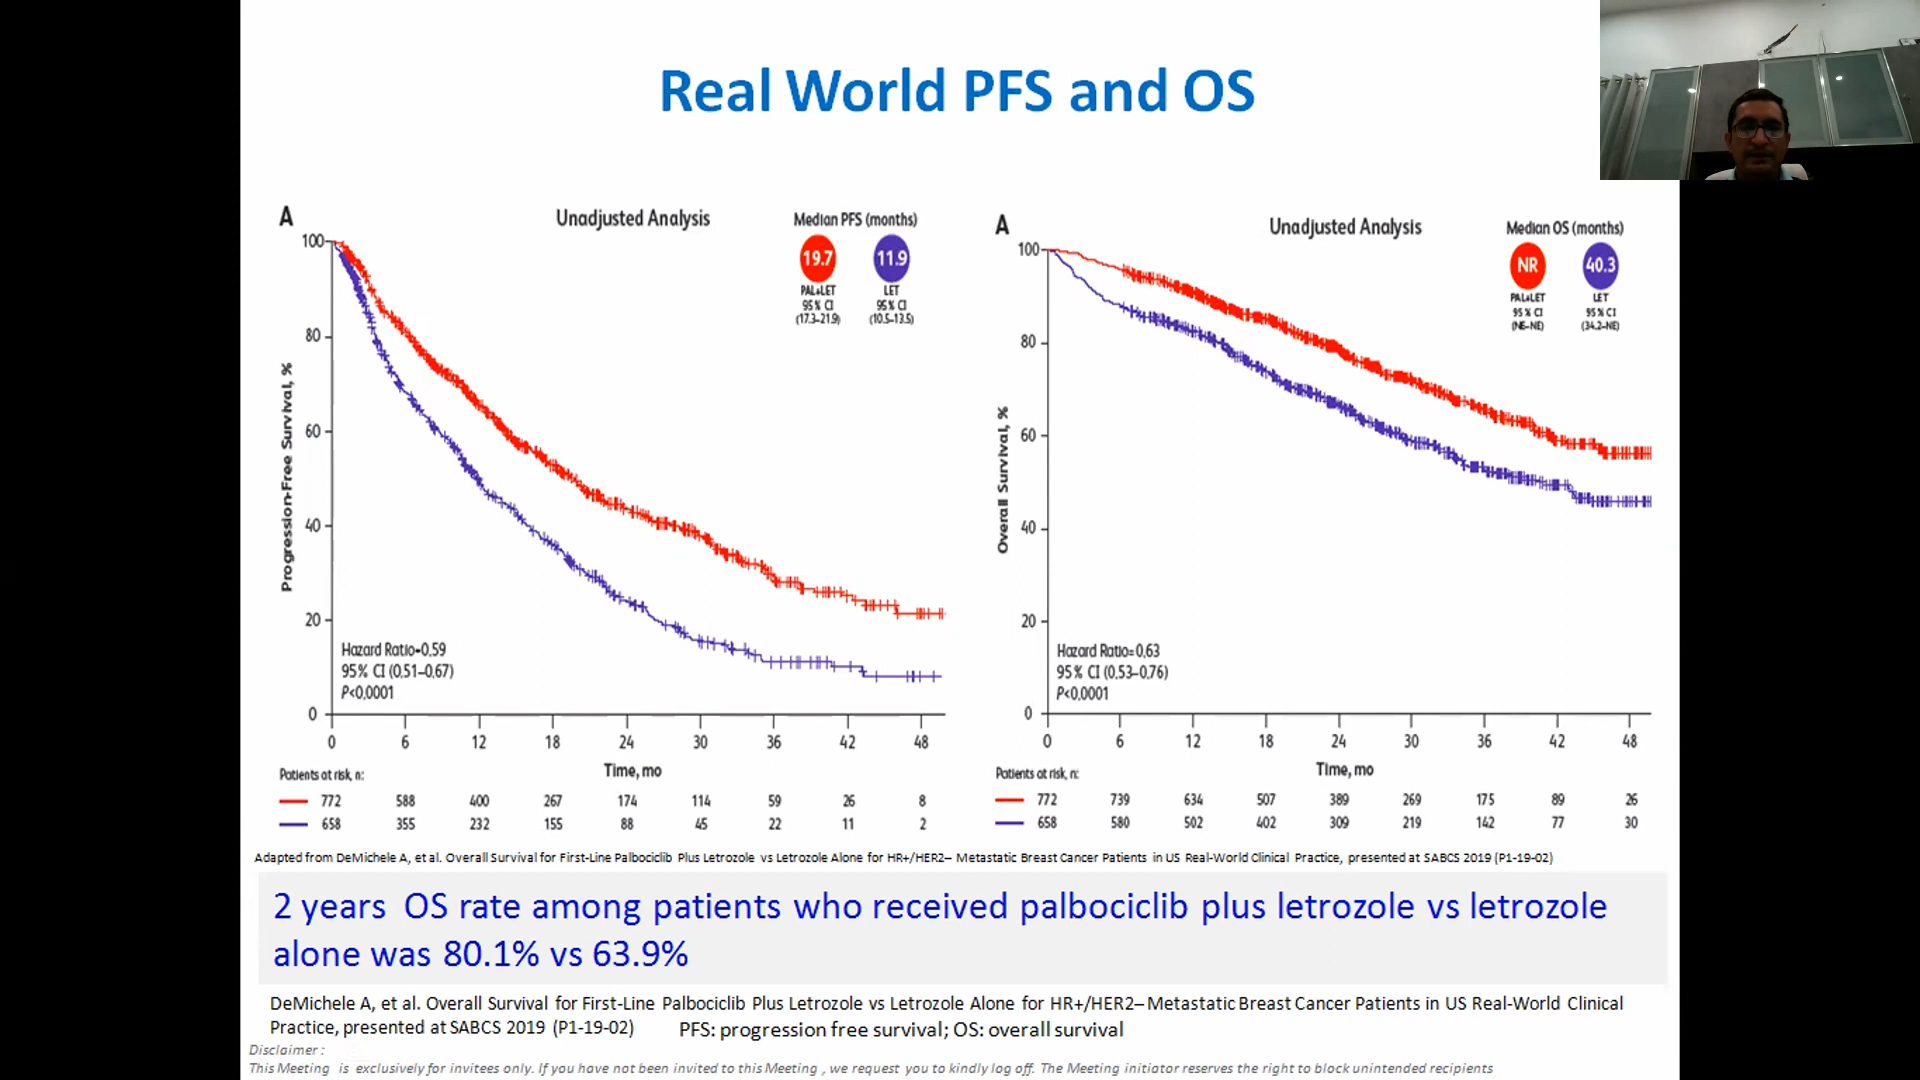 Real World PFS and OS
A
Unadjusted Analysis
Median PFS (months)
19.7
11.9
PAL+LET
95% CI
(17.3–21.9)
LET
95% CI
(10.5–13.5)
Progression-Free Survival, %
100
80
60
40
20
0
Hazard Ratio=0.59
95% CI (0.51–0.67)
P<0.0001
0 6 12 18 24 30 36 42 48
Patients at risk, n:
Time, mo
772 588 400 267 174 114 59 26 8
658 355 232 155 88 45 22 11 2
A
Unadjusted Analysis
Median OS (months)
NR
40.3
PAL+LET
95% CI
(NE–NE)
LET
95% CI
(34.2–NE)
Overall Survival, %
100
80
60
40
20
0
Hazard Ratio=0.63
95% CI (0.53–0.76)
P<0.0001
0 6 12 18 24 30 36 42 48
Patients at risk, n:
Time, mo
772 739 634 507 389 269 175 89 26
658 580 502 402 309 219 142 77 30
Adapted from DeMichele A, et al. Overall Survival for First-Line Palbociclib Plus Letrozole vs Letrozole Alone for HR+/HER2– Metastatic Breast Cancer Patients in US Real-World Clinical Practice, presented at SABCS 2019 (P1-19-02)
2 years OS rate among patients who received palbociclib plus letrozole vs letrozole
alone was 80.1% vs 63.9%
DeMichele A, et al. Overall Survival for First-Line Palbociclib Plus Letrozole vs Letrozole Alone for HR+/HER2– Metastatic Breast Cancer Patients in US Real-World Clinical
Practice, presented at SABCS 2019 (P1-19-02) PFS: progression free survival; OS: overall survival
Disclaimer :
This Meeting is exclusively for invitees only. If you have not been invited to this Meeting , we request you to kindly log off. The Meeting initiator reserves the right to block unintended recipients